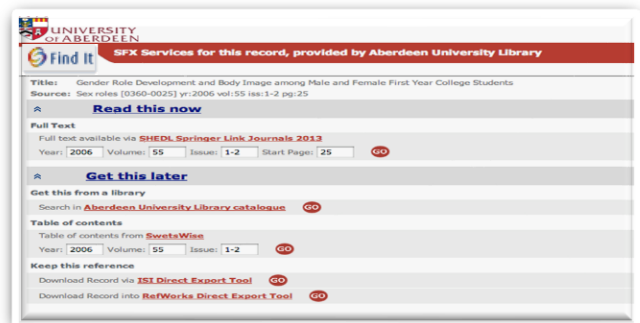 UNIVERSITY
OF ABERDEEN
Find It
SFX Services for this record, provided by Aberdeen University Library
Title: Gender Role Development and Body Image among Male and Female First Year College Students
Source: Sex roles [0360-0025] yr:2006 vol:55 iss:1-2 pg:25
Read this now
Full Text
Full text available via SHEDL Springer Link Journals 2013
Year: 2006 Volume: 55 Issue: 1-2 Start Page: 25 GO
Get this later
Get this from a library
Search in Aberdeen University Library catalogue GO
Table of contents
Table of contents from SwetsWise
Year: 2006 Volume: 55 Issue: 1-2 GO
Keep this reference
Download Record via ISI Direct Export Tool GO
Download Record into RefWorks Direct Export Tool GO